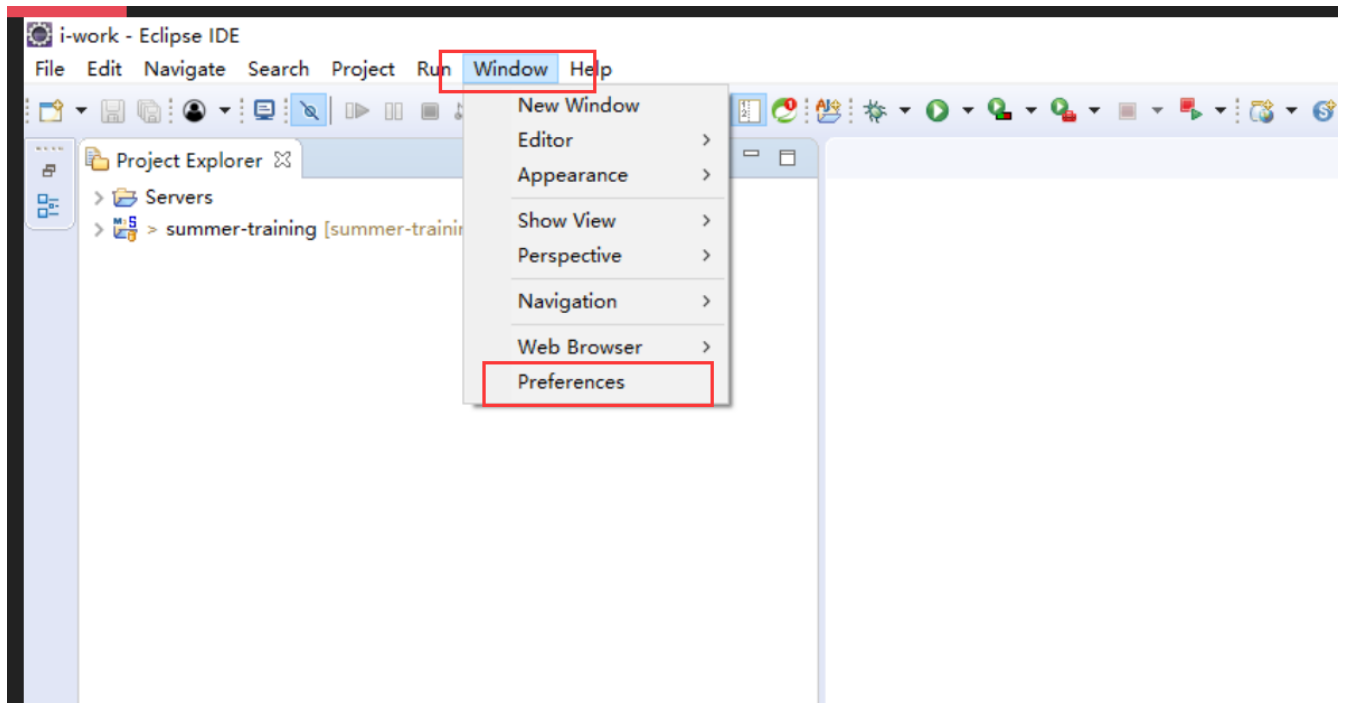 i-work - Eclipse IDE
File Edit Navigate Search Project Run Window Help
New Window
Editor
Appearance
Show View
Perspective
Navigation
Web Browser
Preferences
Project Explorer
Servers
> summer-training [summer-trainin